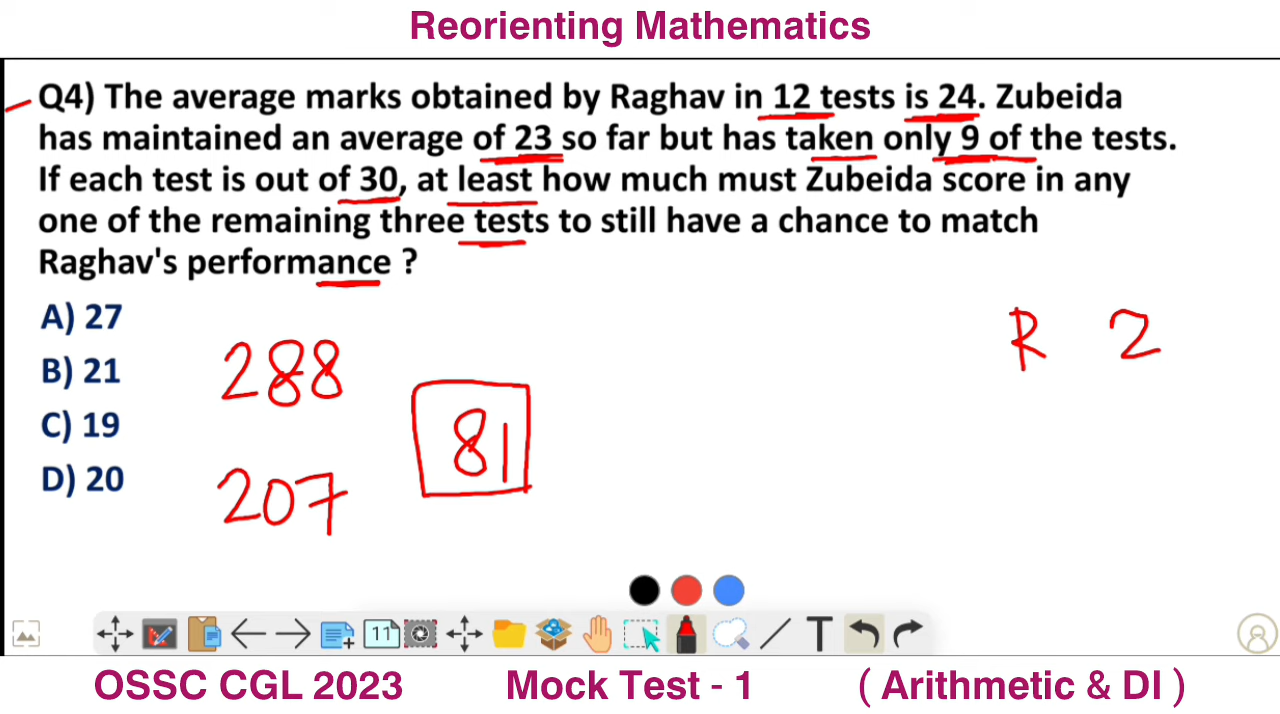 Reorienting Mathematics
Q4) The average marks obtained by Raghav in 12 tests is 24. Zubeida
has maintained an average of 23 so far but has taken only 9 of the tests.
If each test is out of 30, at least how much must Zubeida score in any
one of the remaining three tests to still have a chance to match
Raghav's performance ?
A) 27
B) 21
C) 19
D) 20
288
207
81
R Z
11
T
OSSC CGL 2023 Mock Test - 1 ( Arithmetic & DI )